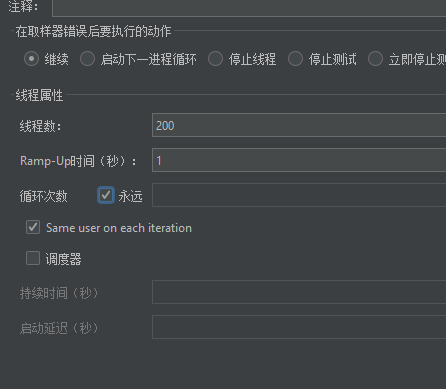 注释：
在取样器错误后要执行的动作
继续 启动下一进程循环 停止线程 停止测试 立即停止测
线程属性
线程数： 200
Ramp-Up时间（秒）： 1
循环次数 永远
Same user on each iteration
调度器
持续时间（秒）
启动延迟（秒）